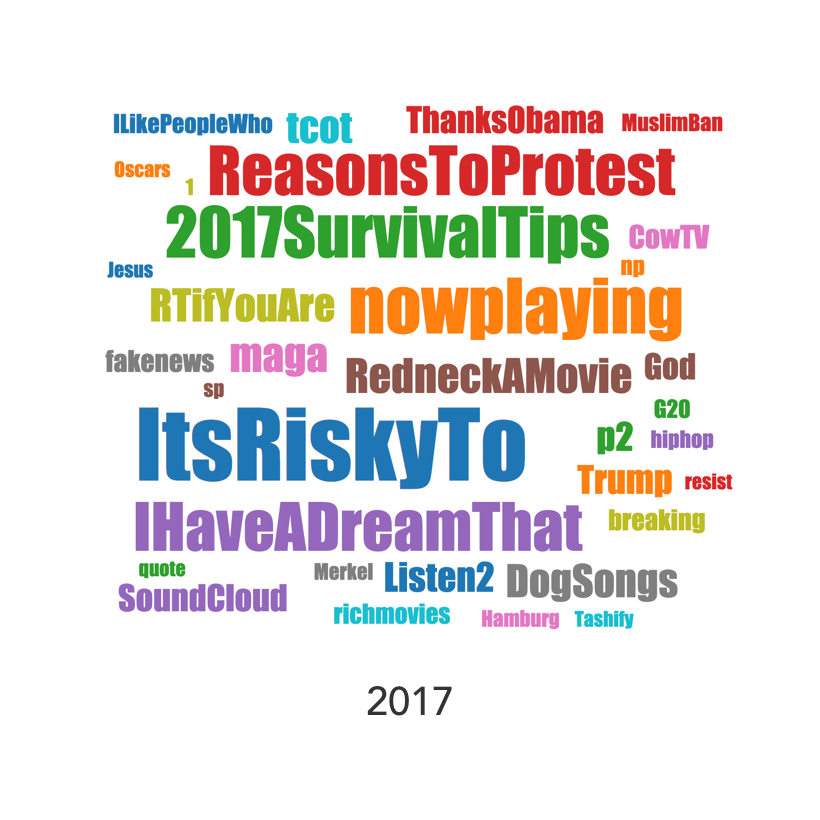 ILikePeopleWho tcot ThanksObama MuslimBan
Oscars 1 ReasonsToProtest
2017SurvivalTips CowTV
Jesus np
RTifYouAre nowplaying
fakenews maga RedneckAMovie God
sp
G20
ItsRiskyTo p2 hiphop
Trump resist
IHaveADreamThat breaking
quote Merkel Listen2 DogSongs
SoundCloud
richmovies Hamburg Tashify
2017